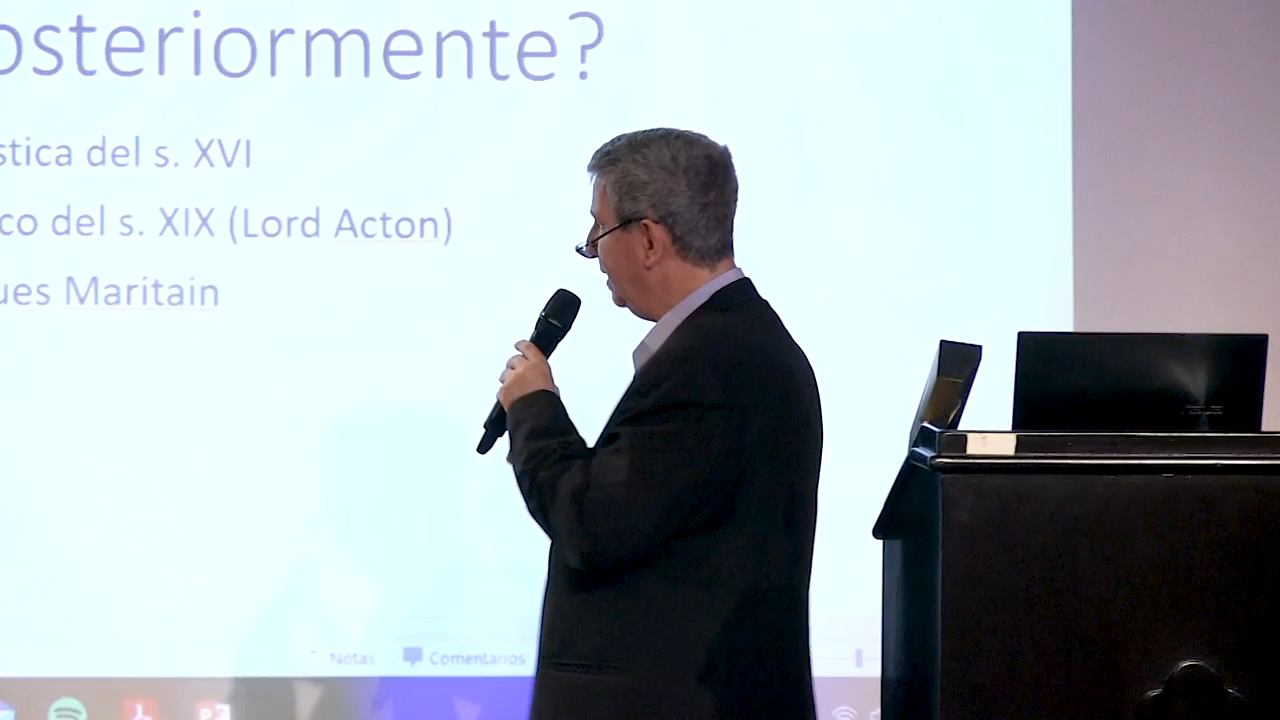 osteriormente?
stica del s. XVI
co del s. XIX (Lord Acton)
ues Maritain
Notas Comentarios